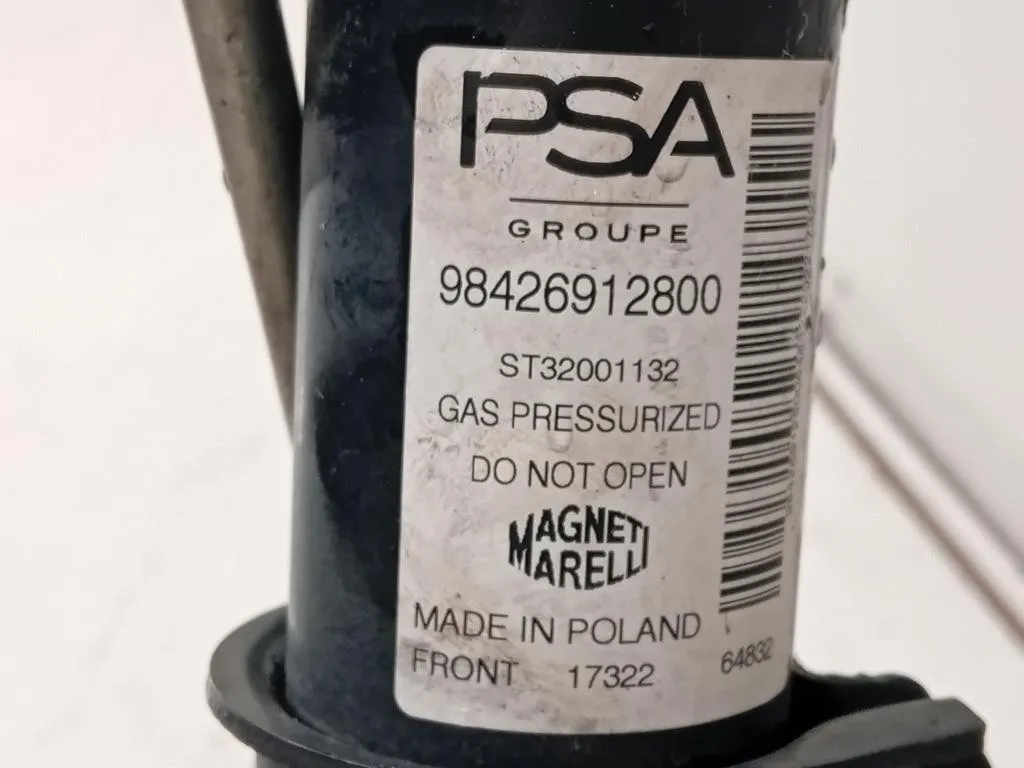 PSA
GROUPE
98426912800
ST32001132
GAS PRESSURIZED
DO NOT OPEN
MAGNETI
MARELLI
MADE IN POLAND
FRONT 17322 64832